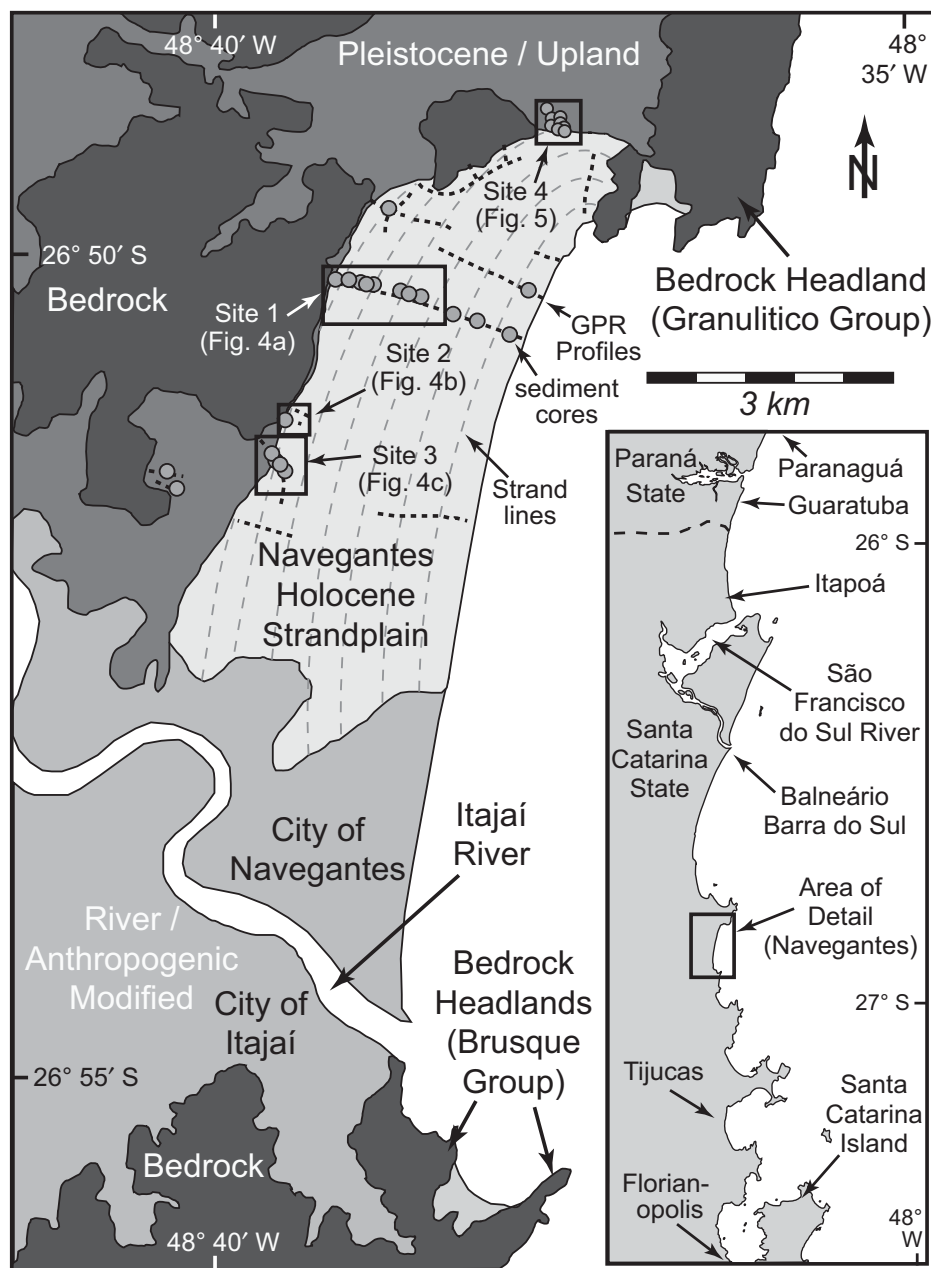 48° 40′ W
48°
35′ W
Pleistocene / Upland
N
Site 4
(Fig. 5)
26° 50′ S
Bedrock
Site 1
(Fig. 4a)
Bedrock Headland
(Granulitico Group)
GPR
Profiles
Site 2
(Fig. 4b)
sediment
cores
3 km
Site 3
(Fig. 4c)
Strand
lines
Navegantes
Holocene
Strandplain
City of
Navegantes
Itajaí
River
River /
Anthropogenic
Modified
City of
Itajaí
Bedrock
Headlands
(Brusque
Group)
26° 55′ S
Bedrock
48° 40′ W
Paraná
State
Paranaguá
Guaratuba
26° S
Itapoá
São
Francisco
do Sul River
Santa
Catarina
State
Balneário
Barra do Sul
Area of
Detail
(Navegantes)
27° S
Tijucas
Santa
Catarina
Island
Florian-
opolis
48°
W